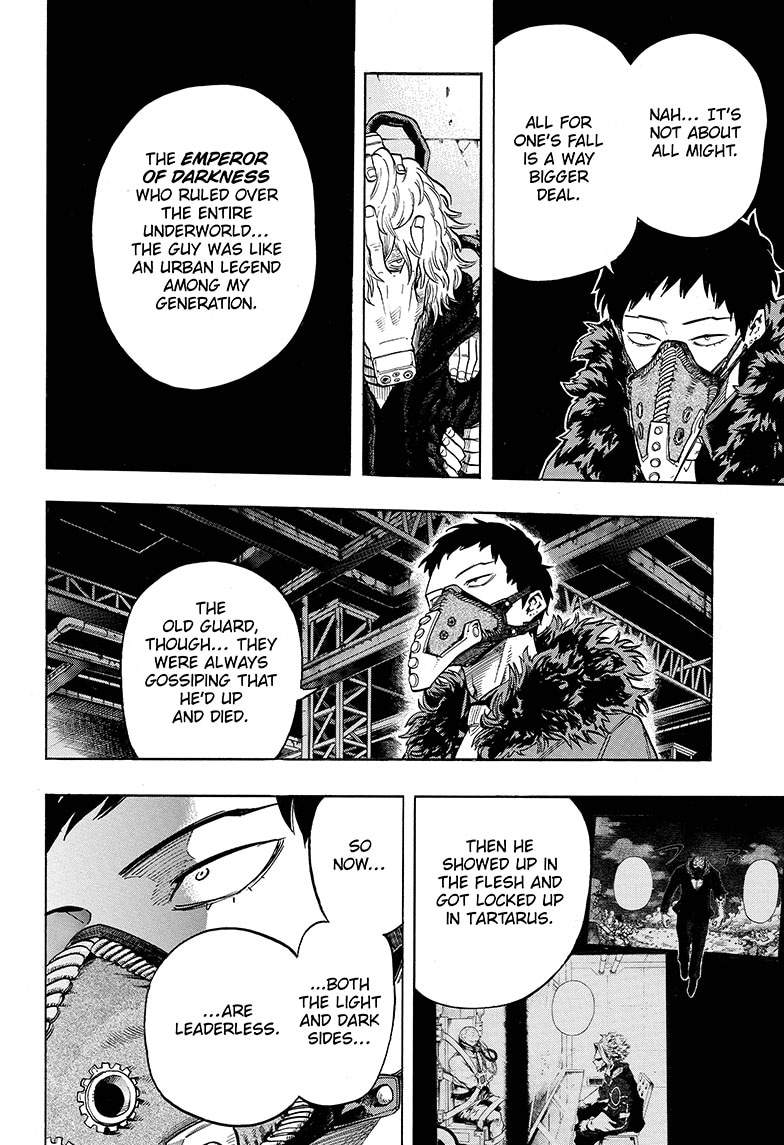 NAH... IT'S
NOT ABOUT
ALL MIGHT.
ALL FOR
ONE'S FALL
IS A WAY
BIGGER
DEAL.
THE EMPEROR
OF DARKNESS
WHO RULED OVER
THE ENTIRE
UNDERWORLD...
THE GUY WAS LIKE
AN URBAN LEGEND
AMONG MY
GENERATION.
THE
OLD GUARD,
THOUGH... THEY
WERE ALWAYS
GOSSIPING THAT
HE'D UP
AND DIED.
THEN HE
SHOWED UP IN
THE FLESH AND
GOT LOCKED UP
IN TARTARUS.
SO
NOW...
...BOTH
THE LIGHT
AND DARK
SIDES...
...ARE
LEADERLESS.